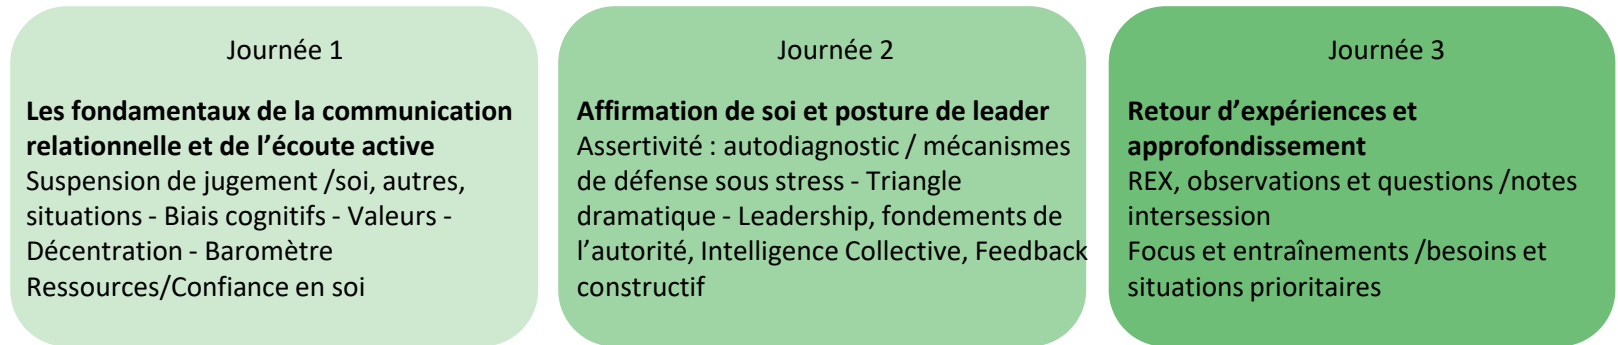 Journée 1
Les fondamentaux de la communication
relationnelle et de l’écoute active
Suspension de jugement /soi, autres,
situations - Biais cognitifs - Valeurs -
Décentration - Baromètre
Ressources/Confiance en soi
Journée 2
Affirmation de soi et posture de leader
Assertivité : autodiagnostic / mécanismes
de défense sous stress - Triangle
dramatique - Leadership, fondements de
l’autorité, Intelligence Collective, Feedback
constructif
Journée 3
Retour d’expériences et
approfondissement
REX, observations et questions /notes
intersession
Focus et entraînements /besoins et
situations prioritaires